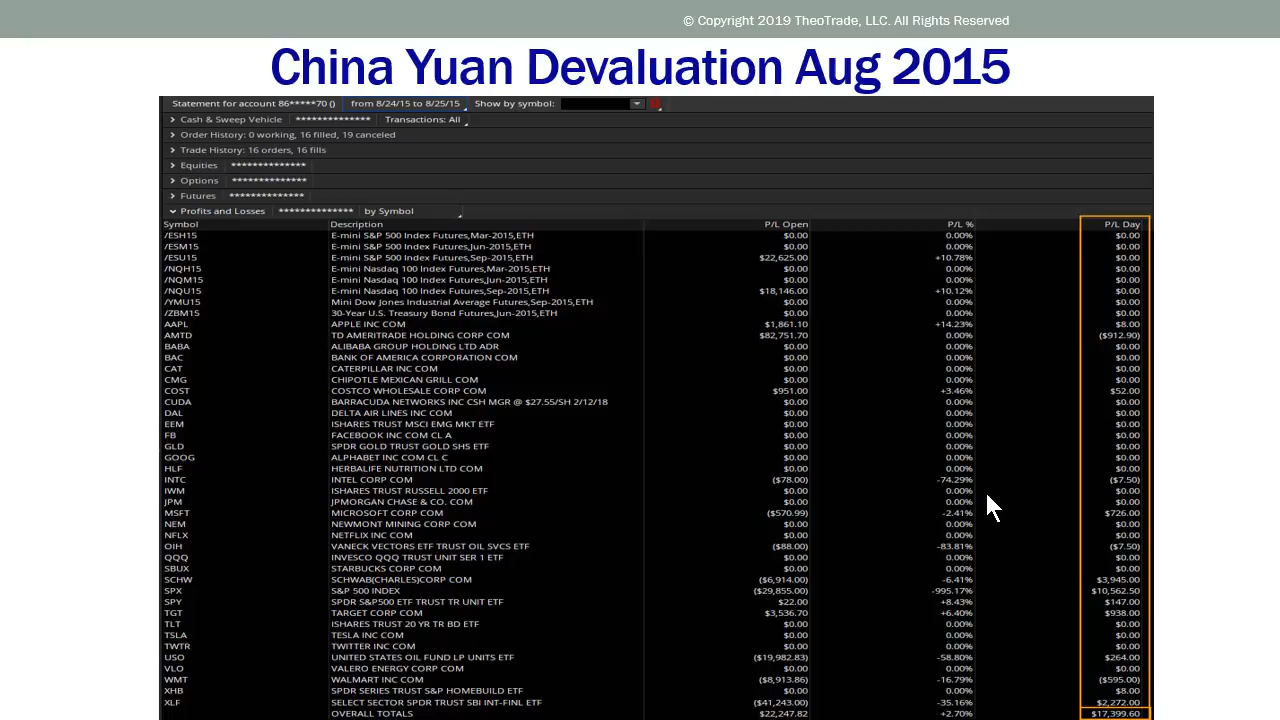 © Copyright 2019 TheoTrade, LLC. All Rights Reserved
China Yuan Devaluation Aug 2015
Statement for account 86*****70 () from 8/24/15 to 8/25/15 Show by symbol:
Cash & Sweep Vehicle ************** Transactions: All
Order History: 0 working, 16 filled, 19 canceled
Trade History: 16 orders, 16 fills
Equities **************
Options **************
Futures **************
Profits and Losses ************** by Symbol
Symbol Description P/L Open P/L % P/L Day
/ESH15 E-mini S&P 500 Index Futures,Mar-2015,ETH $0.00 0.00% $0.00
/ESM15 E-mini S&P 500 Index Futures,Jun-2015,ETH $0.00 0.00% $0.00
/ESU15 E-mini S&P 500 Index Futures,Sep-2015,ETH $22,625.00 +10.78% $0.00
/NQH15 E-mini Nasdaq 100 Index Futures,Mar-2015,ETH $0.00 0.00% $0.00
/NQM15 E-mini Nasdaq 100 Index Futures,Jun-2015,ETH $0.00 0.00% $0.00
/NQU15 E-mini Nasdaq 100 Index Futures,Sep-2015,ETH $18,146.00 +10.12% $0.00
/YMU15 Mini Dow Jones Industrial Average Futures,Sep-2015,ETH $0.00 0.00% $0.00
/ZBM15 30-Year U.S. Treasury Bond Futures,Jun-2015,ETH $0.00 0.00% $0.00
AAPL APPLE INC COM $1,861.10 +14.23% $8.00
AMTD TD AMERITRADE HOLDING CORP COM $82,751.70 0.00% ($912.90)
BABA ALIBABA GROUP HOLDING LTD ADR $0.00 0.00% $0.00
BAC BANK OF AMERICA CORPORATION COM $0.00 0.00% $0.00
CAT CATERPILLAR INC COM $0.00 0.00% $0.00
CMG CHIPOTLE MEXICAN GRILL COM $0.00 0.00% $0.00
COST COSTCO WHOLESALE CORP COM $951.00 +3.46% $52.00
CUDA BARRACUDA NETWORKS INC CSH MGR @ $27.55/SH 2/12/18 $0.00 0.00% $0.00
DAL DELTA AIR LINES INC COM $0.00 0.00% $0.00
EEM ISHARES TRUST MSCI EMG MKT ETF $0.00 0.00% $0.00
FB FACEBOOK INC COM CL A $0.00 0.00% $0.00
GLD SPDR GOLD TRUST GOLD SHS ETF $0.00 0.00% $0.00
GOOG ALPHABET INC COM CL C $0.00 0.00% $0.00
HLF HERBALIFE NUTRITION LTD COM $0.00 0.00% $0.00
INTC INTEL CORP COM ($78.00) -74.29% ($7.50)
IWM ISHARES TRUST RUSSELL 2000 ETF $0.00 0.00% $0.00
JPM JPMORGAN CHASE & CO. COM $0.00 0.00% $0.00
MSFT MICROSOFT CORP COM ($570.99) -2.41% $726.00
NEM NEWMONT MINING CORP COM $0.00 0.00% $0.00
NFLX NETFLIX INC COM $0.00 0.00% $0.00
OIH VANECK VECTORS ETF TRUST OIL SVCS ETF ($88.00) -83.81% ($7.50)
QQQ INVESCO QQQ TRUST UNIT SER 1 ETF $0.00 0.00% $0.00
SBUX STARBUCKS CORP COM $0.00 0.00% $0.00
SCHW SCHWAB(CHARLES)CORP COM ($6,914.00) -6.41% $3,945.00
SPX S&P 500 INDEX ($29,855.00) -995.17% $10,562.50
SPY SPDR S&P500 ETF TRUST TR UNIT ETF $22.00 +8.43% $147.00
TGT TARGET CORP COM $3,536.70 +6.40% $938.00
TLT ISHARES TRUST 20 YR TR BD ETF $0.00 0.00% $0.00
TSLA TESLA INC COM $0.00 0.00% $0.00
TWTR TWITTER INC COM $0.00 0.00% $0.00
USO UNITED STATES OIL FUND LP UNITS ETF ($19,982.83) -58.80% $264.00
VLO VALERO ENERGY CORP COM $0.00 0.00% $0.00
WMT WALMART INC COM ($8,913.86) -16.79% ($595.00)
XHB SPDR SERIES TRUST S&P HOMEBUILD ETF $0.00 0.00% $8.00
XLF SELECT SECTOR SPDR TRUST SBI INT-FINL ETF ($41,243.00) -35.16% $2,272.00
OVERALL TOTALS $22,247.82 +2.70% $17,399.60